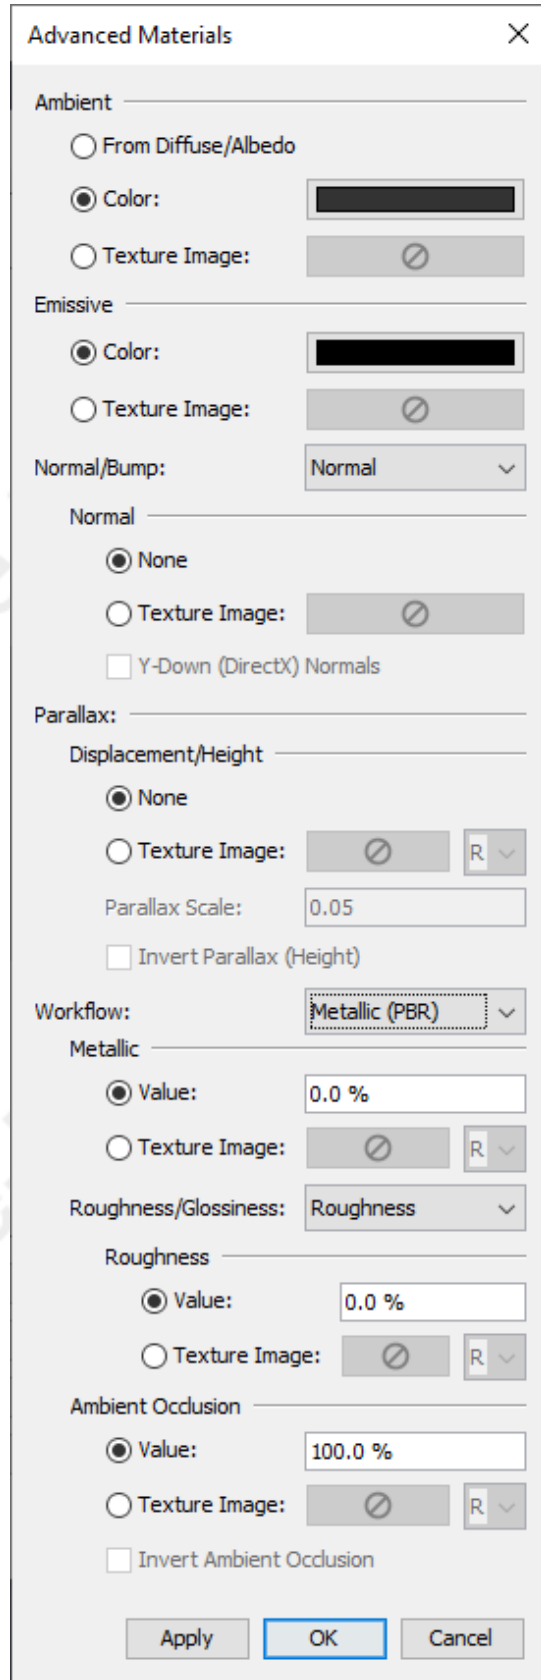 Advanced Materials
Ambient
From Diffuse/Albedo
Color:
Texture Image:
Emissive
Color:
Texture Image:
Normal/Bump: Normal
Normal
None
Texture Image:
Y-Down (DirectX) Normals
Parallax:
Displacement/Height
None
Texture Image: R
Parallax Scale: 0.05
Invert Parallax (Height)
Workflow: Metallic (PBR)
Metallic
Value: 0.0 %
Texture Image: R
Roughness/Glossiness: Roughness
Roughness
Value: 0.0 %
Texture Image: R
Ambient Occlusion
Value: 100.0 %
Texture Image: R
Invert Ambient Occlusion
Apply OK Cancel